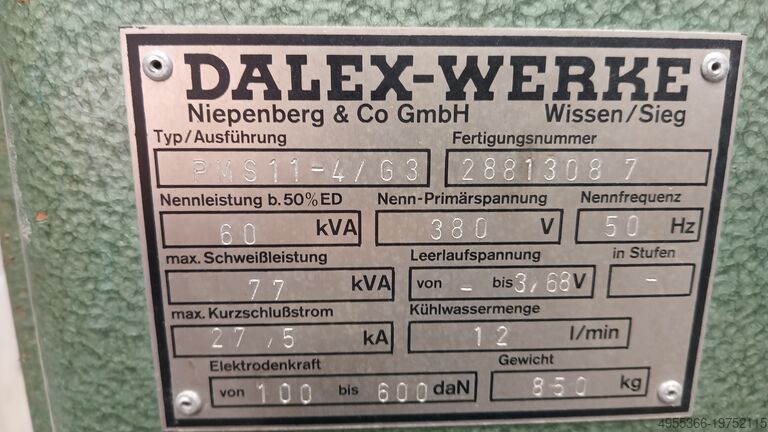 DALEX-WERKE
Niepenberg & Co GmbH Wissen/Sieg
Typ/Ausführung Fertigungsnummer
PMS11-4/G3 28813087
Nennleistung b. 50% ED Nenn-Primärspannung Nennfrequenz
60 kVA 380 V 50 Hz
max. Schweißleistung Leerlaufspannung in Stufen
77 kVA von - bis 3,68 V -
max. Kurzschlußstrom Kühlwassermenge
27,5 kA 12 l/min
Elektrodenkraft Gewicht
von 100 bis 600 daN 850 kg
4955366-19752115